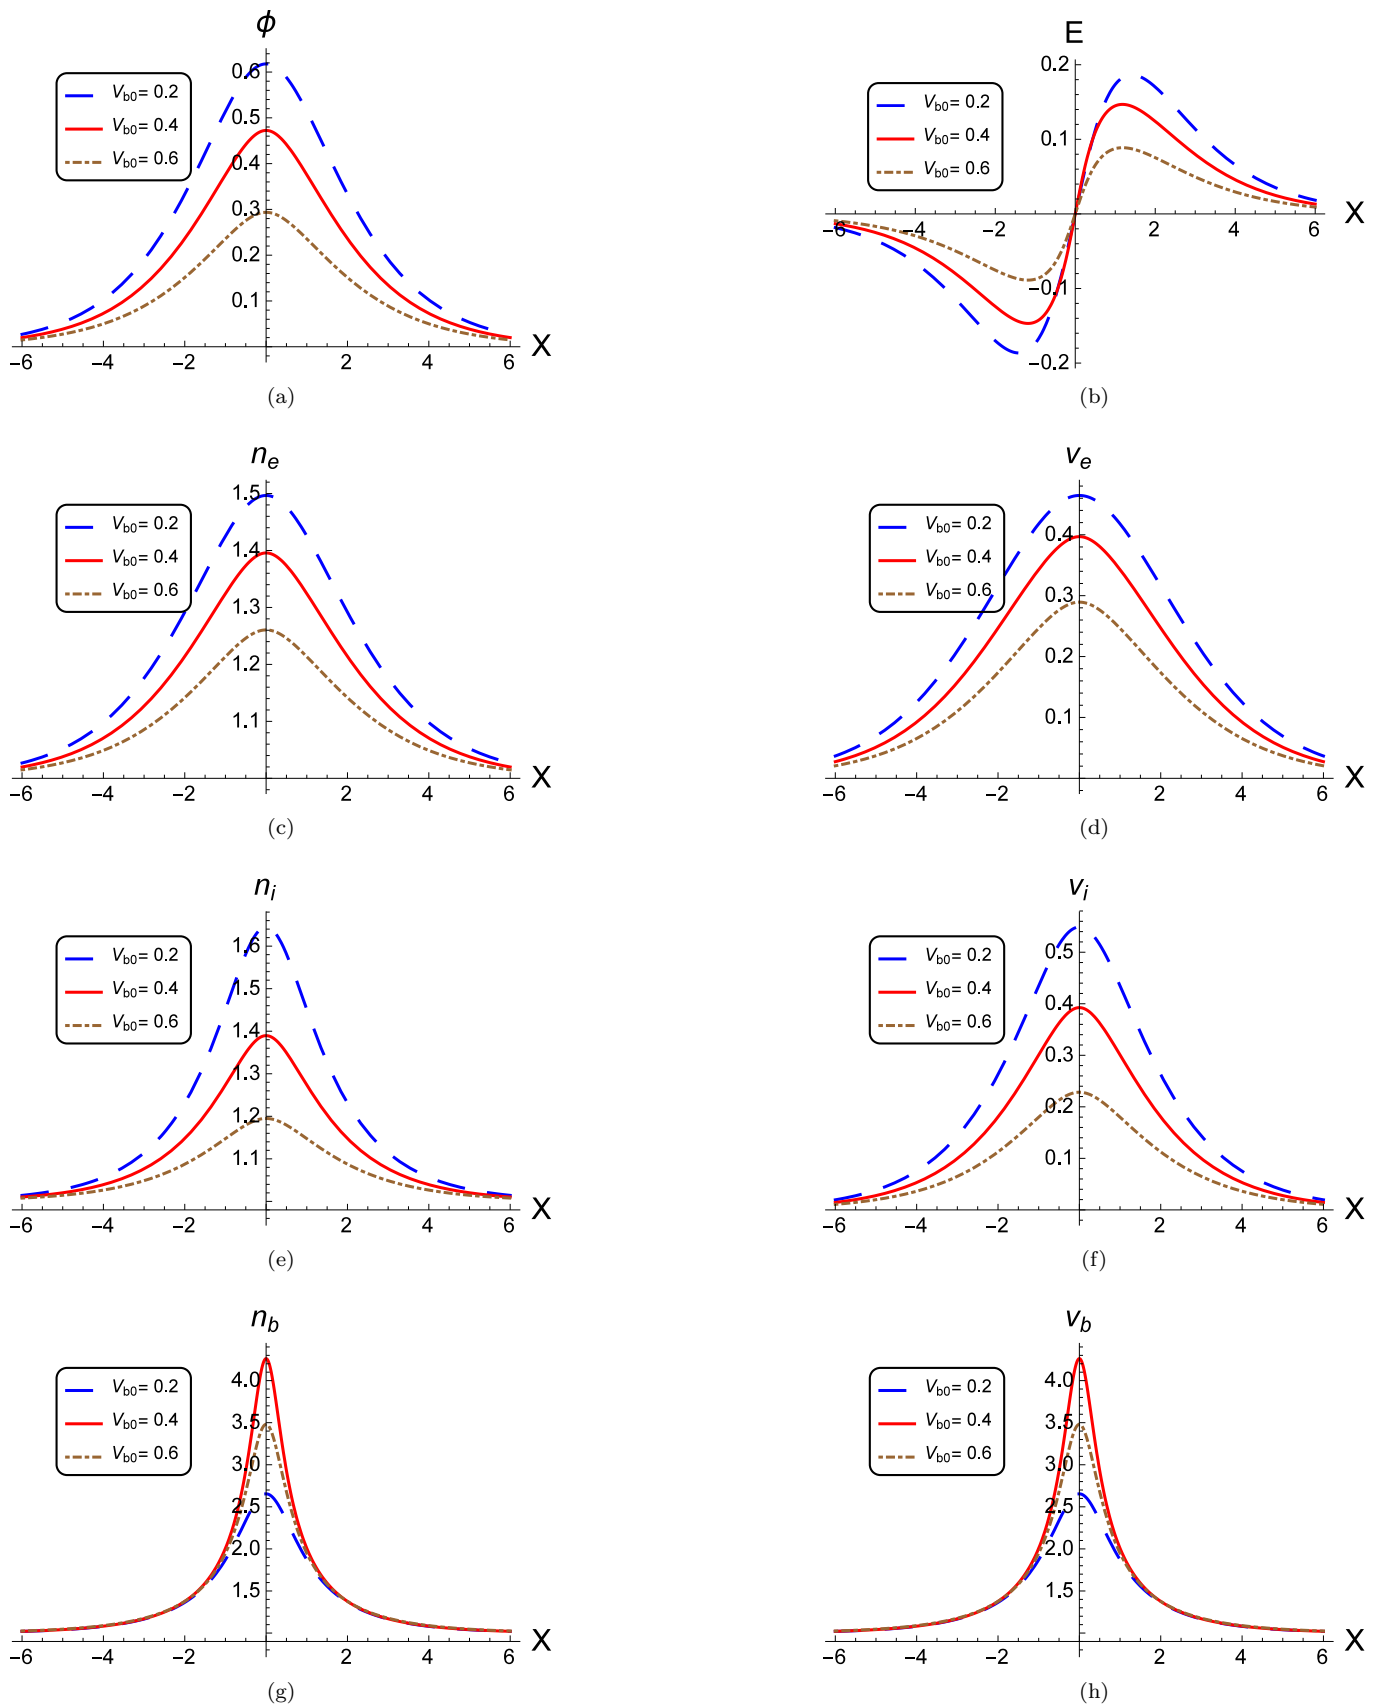 ϕ
V_b0= 0.2
V_b0= 0.4
V_b0= 0.6
0.6
0.5
0.4
0.3
0.2
0.1
−6 −4 −2 2 4 6 X
(a)
E
V_b0= 0.2
V_b0= 0.4
V_b0= 0.6
0.2
0.1
−6 −4 −2 2 4 6 X
−0.1
−0.2
(b)
n_e
V_b0= 0.2
V_b0= 0.4
V_b0= 0.6
1.5
1.4
1.3
1.2
1.1
−6 −4 −2 2 4 6 X
(c)
v_e
V_b0= 0.2
V_b0= 0.4
V_b0= 0.6
0.4
0.3
0.2
0.1
−6 −4 −2 2 4 6 X
(d)
n_i
V_b0= 0.2
V_b0= 0.4
V_b0= 0.6
1.6
1.5
1.4
1.3
1.2
1.1
−6 −4 −2 2 4 6 X
(e)
v_i
V_b0= 0.2
V_b0= 0.4
V_b0= 0.6
0.5
0.4
0.3
0.2
0.1
−6 −4 −2 2 4 6 X
(f)
n_b
V_b0= 0.2
V_b0= 0.4
V_b0= 0.6
4.0
3.5
3.0
2.5
2.0
1.5
−6 −4 −2 2 4 6 X
(g)
v_b
V_b0= 0.2
V_b0= 0.4
V_b0= 0.6
4.0
3.5
3.0
2.5
2.0
1.5
−6 −4 −2 2 4 6 X
(h)